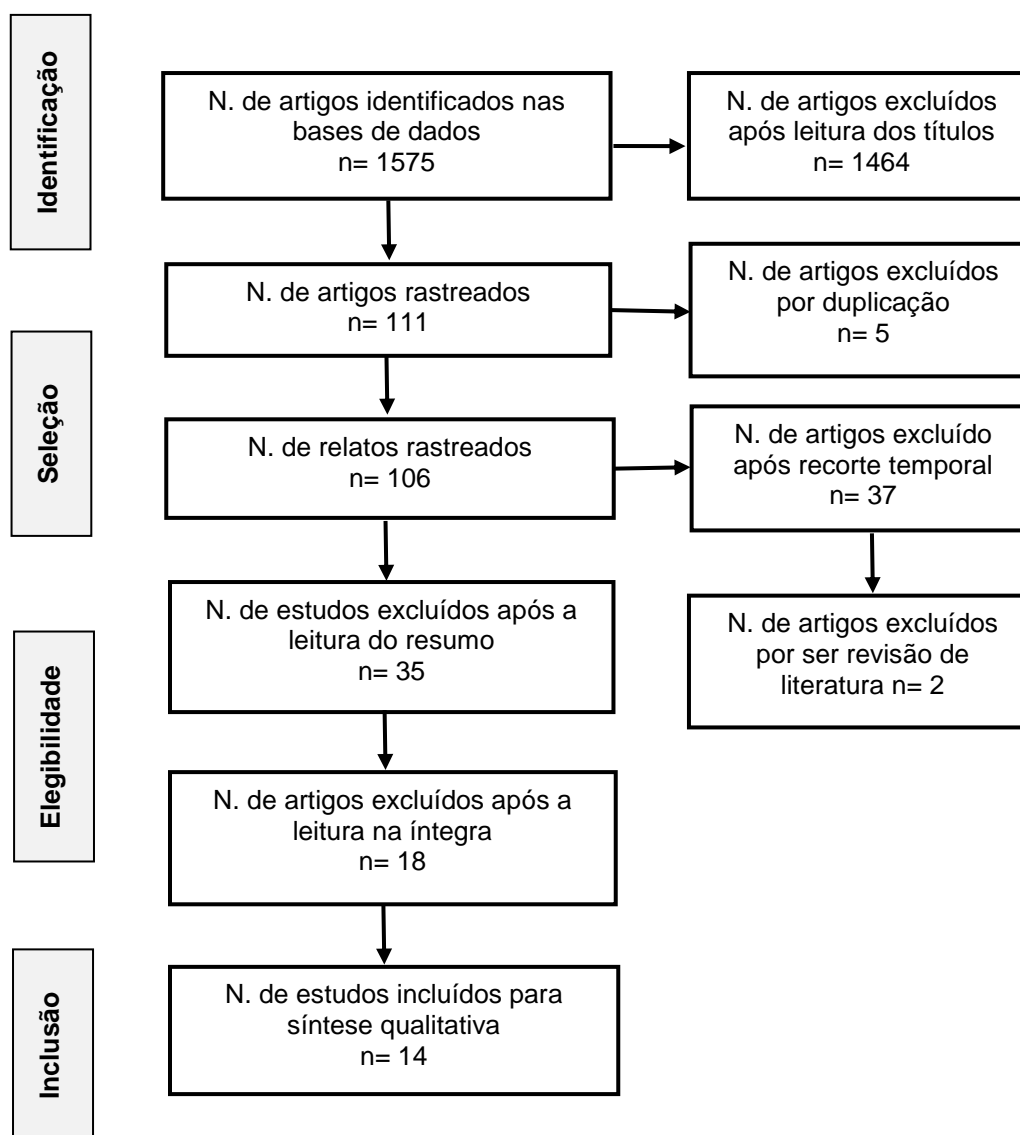 Identificação
N. de artigos identificados nas
bases de dados
n= 1575
N. de artigos excluídos
após leitura dos títulos
n= 1464
N. de artigos rastreados
n= 111
N. de artigos excluídos
por duplicação
n= 5
Seleção
N. de relatos rastreados
n= 106
N. de artigos excluído
após recorte temporal
n= 37
N. de estudos excluídos após a
leitura do resumo
n= 35
N. de artigos excluídos
por ser revisão de
literatura n= 2
Elegibilidade
N. de artigos excluídos após a
leitura na íntegra
n= 18
Inclusão
N. de estudos incluídos para
síntese qualitativa
n= 14